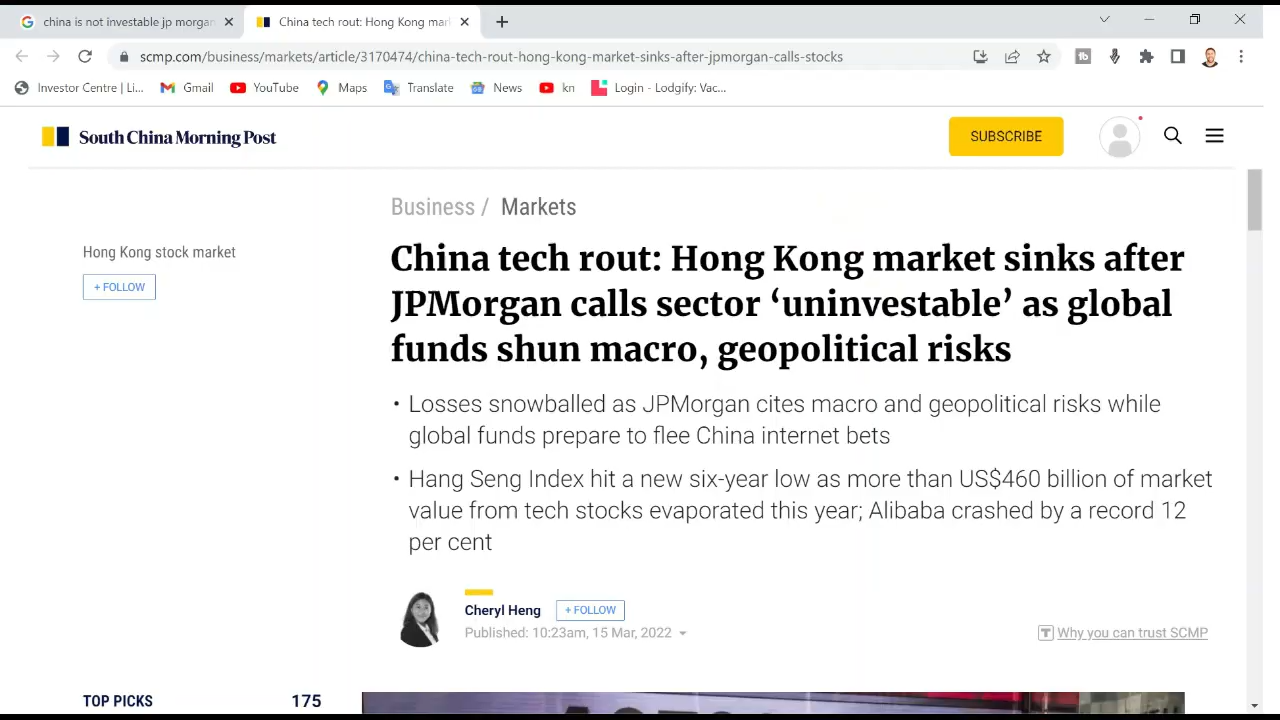 china is not investable jp morgan
China tech rout: Hong Kong mar
scmp.com/business/markets/article/3170474/china-tech-rout-hong-kong-market-sinks-after-jpmorgan-calls-stocks
Investor Centre | Li...
Gmail
YouTube
Maps
Translate
News
kn
Login - Lodgify: Vac...
South China Morning Post
SUBSCRIBE
Business / Markets
Hong Kong stock market
+ FOLLOW
China tech rout: Hong Kong market sinks after
JPMorgan calls sector ‘uninvestable’ as global
funds shun macro, geopolitical risks
• Losses snowballed as JPMorgan cites macro and geopolitical risks while
global funds prepare to flee China internet bets
• Hang Seng Index hit a new six-year low as more than US$460 billion of market
value from tech stocks evaporated this year; Alibaba crashed by a record 12
per cent
Cheryl Heng
+ FOLLOW
Published: 10:23am, 15 Mar, 2022
Why you can trust SCMP
TOP PICKS
175